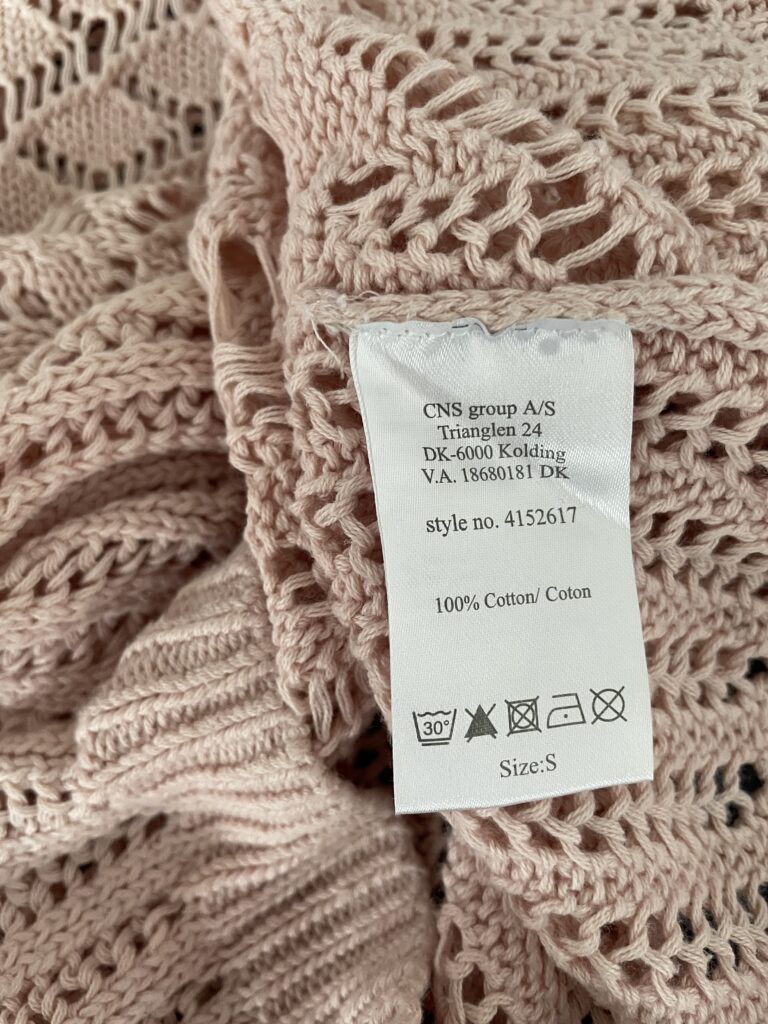 CNS group A/S
Trianglen 24
DK-6000 Kolding
V.A. 18680181 DK
style no. 4152617
100% Cotton/ Coton
30°
Size:S